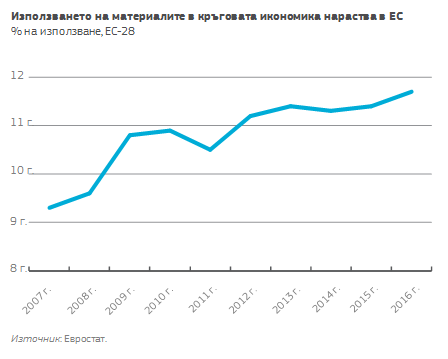 Използването на материалите в кръговата икономика нараства в ЕС
% на използване, ЕС-28
12
11 г.
10 г.
9 г.
8 г.
2007 г. 2008 г. 2009 г. 2010 г. 2011 г. 2012 г. 2013 г. 2014 г. 2015 г. 2016 г.
Източник: Евростат.